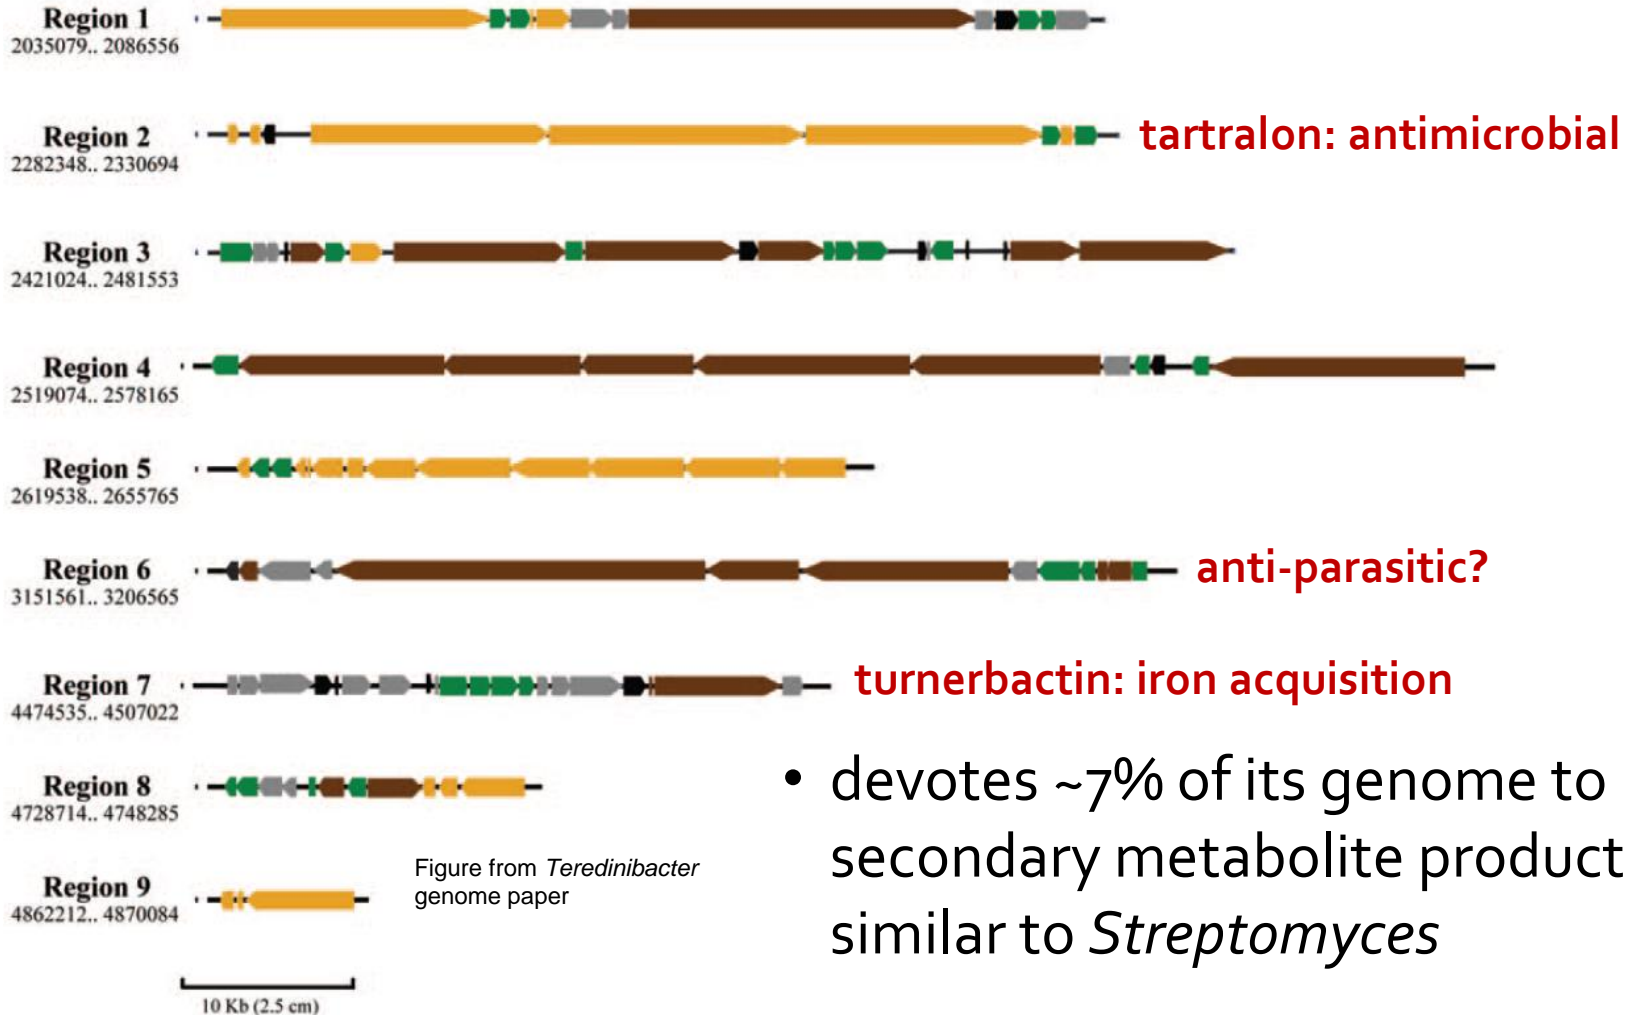 Region 1
2035079.. 2086556
Region 2
2282348.. 2330694
tartralon: antimicrobial
Region 3
2421024.. 2481553
Region 4
2519074.. 2578165
Region 5
2619538.. 2655765
Region 6
3151561.. 3206565
anti-parasitic?
Region 7
4474535.. 4507022
turnerbactin: iron acquisition
Region 8
4728714.. 4748285
Region 9
4862212.. 4870084
Figure from Teredinibacter
genome paper
• devotes ~7% of its genome to
secondary metabolite product
similar to Streptomyces
10 Kb (2.5 cm)